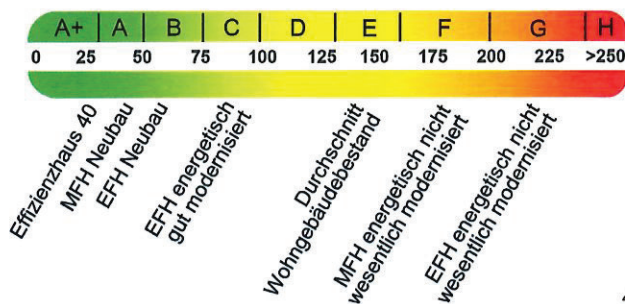 A+ A B C D E F G H
0 25 50 75 100 125 150 175 200 225 >250
Effizienzhaus 40
MFH Neubau
EFH Neubau
EFH energetisch
gut modernisiert
Durchschnitt
Wohngebäudebestand
MFH energetisch nicht
wesentlich modernisiert
EFH energetisch nicht
wesentlich modernisiert